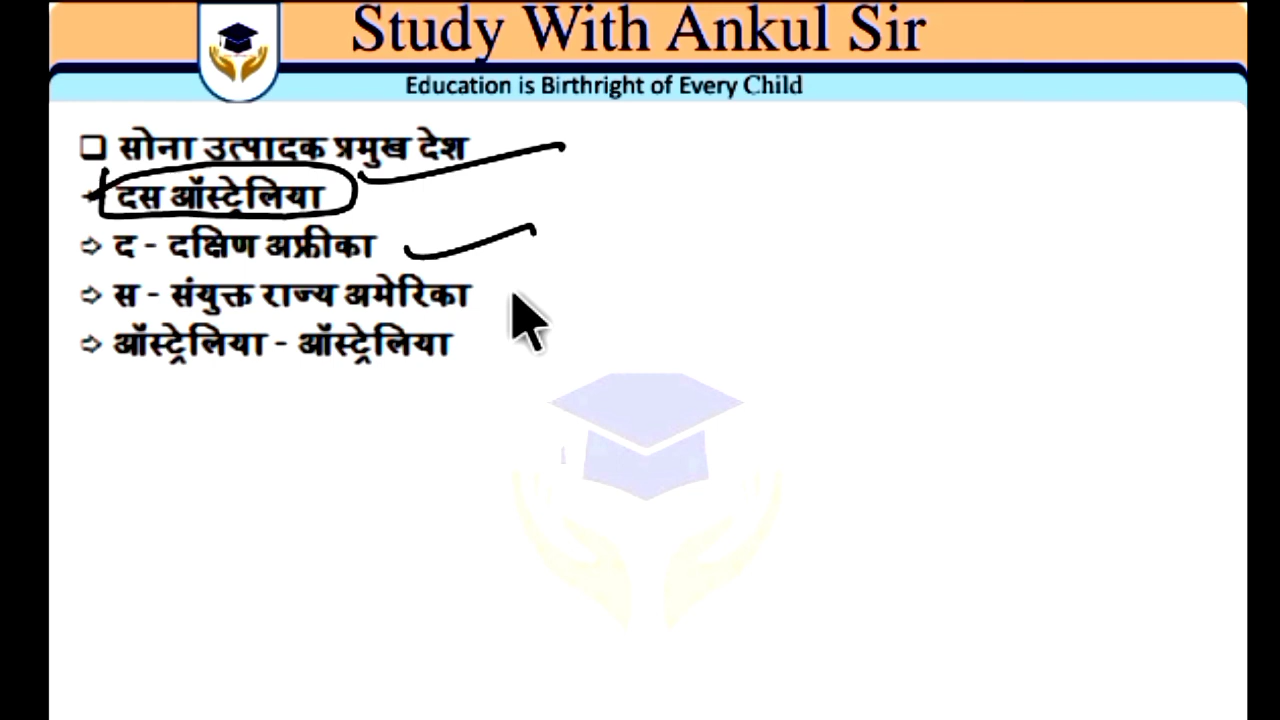 Study With Ankul Sir
Education is Birthright of Every Child
❑ सोना उत्पादक प्रमुख देश
दस ऑस्ट्रेलिया
➩ द - दक्षिण अफ्रीका
➩ स - संयुक्त राज्य अमेरिका
➩ ऑस्ट्रेलिया - ऑस्ट्रेलिया